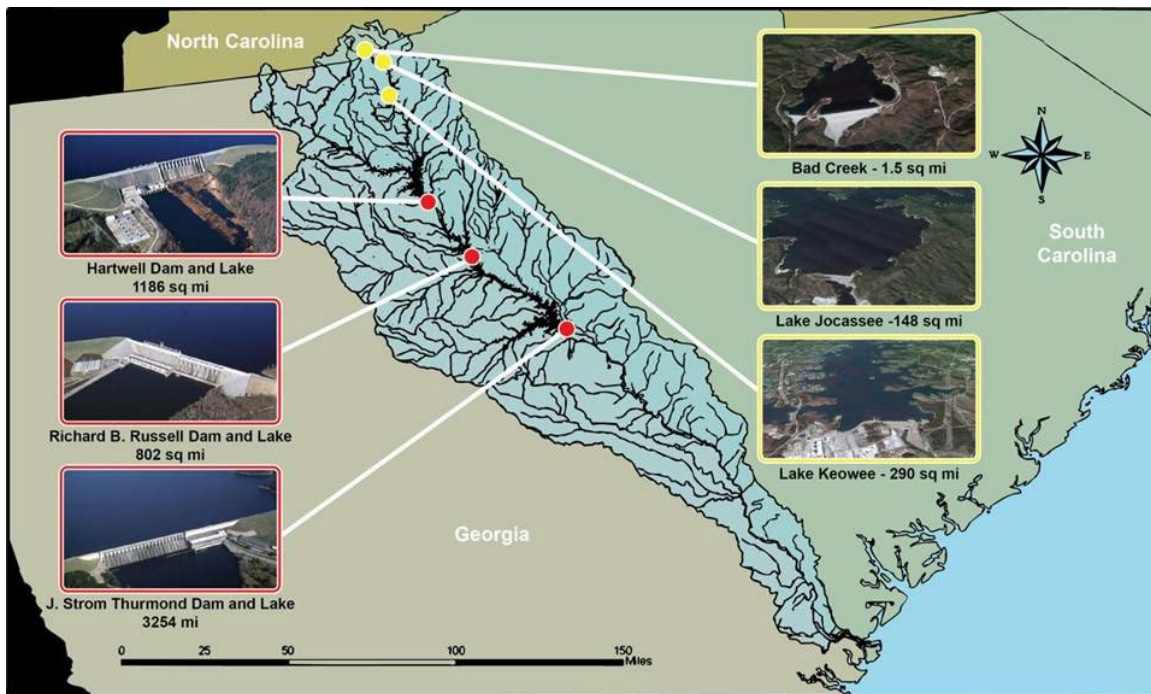 North Carolina
Hartwell Dam and Lake
1186 sq mi
Richard B. Russell Dam and Lake
802 sq mi
J. Strom Thurmond Dam and Lake
3254 mi
Georgia
Bad Creek - 1.5 sq mi
Lake Jocassee -148 sq mi
Lake Keowee - 290 sq mi
N
W E
S
South
Carolina
0 25 50 100 150
Miles